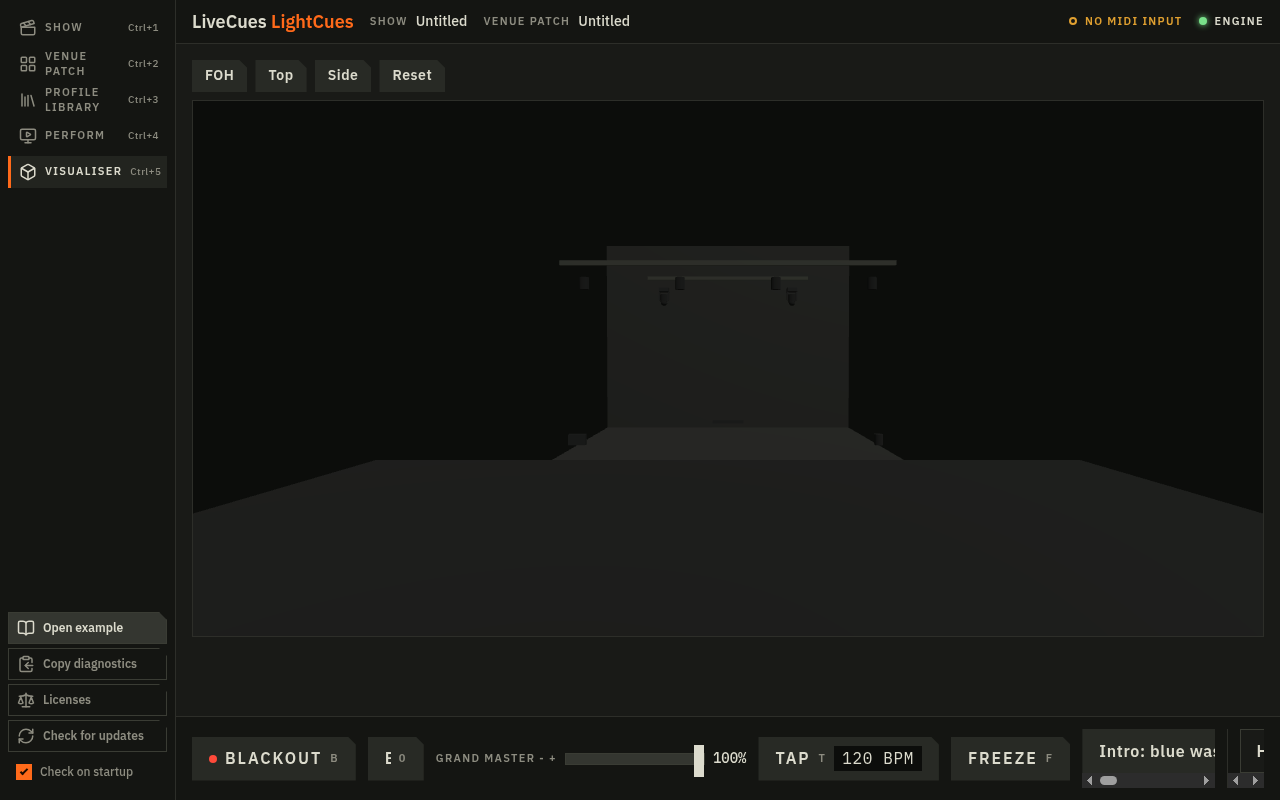 SHOW Ctrl+1
VENUE PATCH Ctrl+2
PROFILE LIBRARY Ctrl+3
PERFORM Ctrl+4
VISUALISER Ctrl+5
Open example
Copy diagnostics
Licenses
Check for updates
Check on startup
LiveCues LightCues SHOW Untitled VENUE PATCH Untitled NO MIDI INPUT ENGINE
FOH Top Side Reset
BLACKOUT B O GRAND MASTER - + 100% TAP T 120 BPM FREEZE F Intro: blue